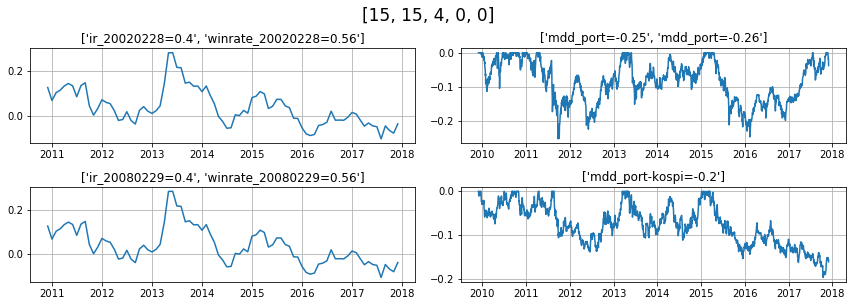 [15, 15, 4, 0, 0]
['ir_20020228=0.4', 'winrate_20020228=0.56']
0.2
0.0
2011 2012 2013 2014 2015 2016 2017 2018
['mdd_port=-0.25', 'mdd_port=-0.26']
0.0
−0.1
−0.2
2010 2011 2012 2013 2014 2015 2016 2017 2018
['ir_20080229=0.4', 'winrate_20080229=0.56']
0.2
0.0
2011 2012 2013 2014 2015 2016 2017 2018
['mdd_port-kospi=-0.2']
0.0
−0.1
−0.2
2010 2011 2012 2013 2014 2015 2016 2017 2018